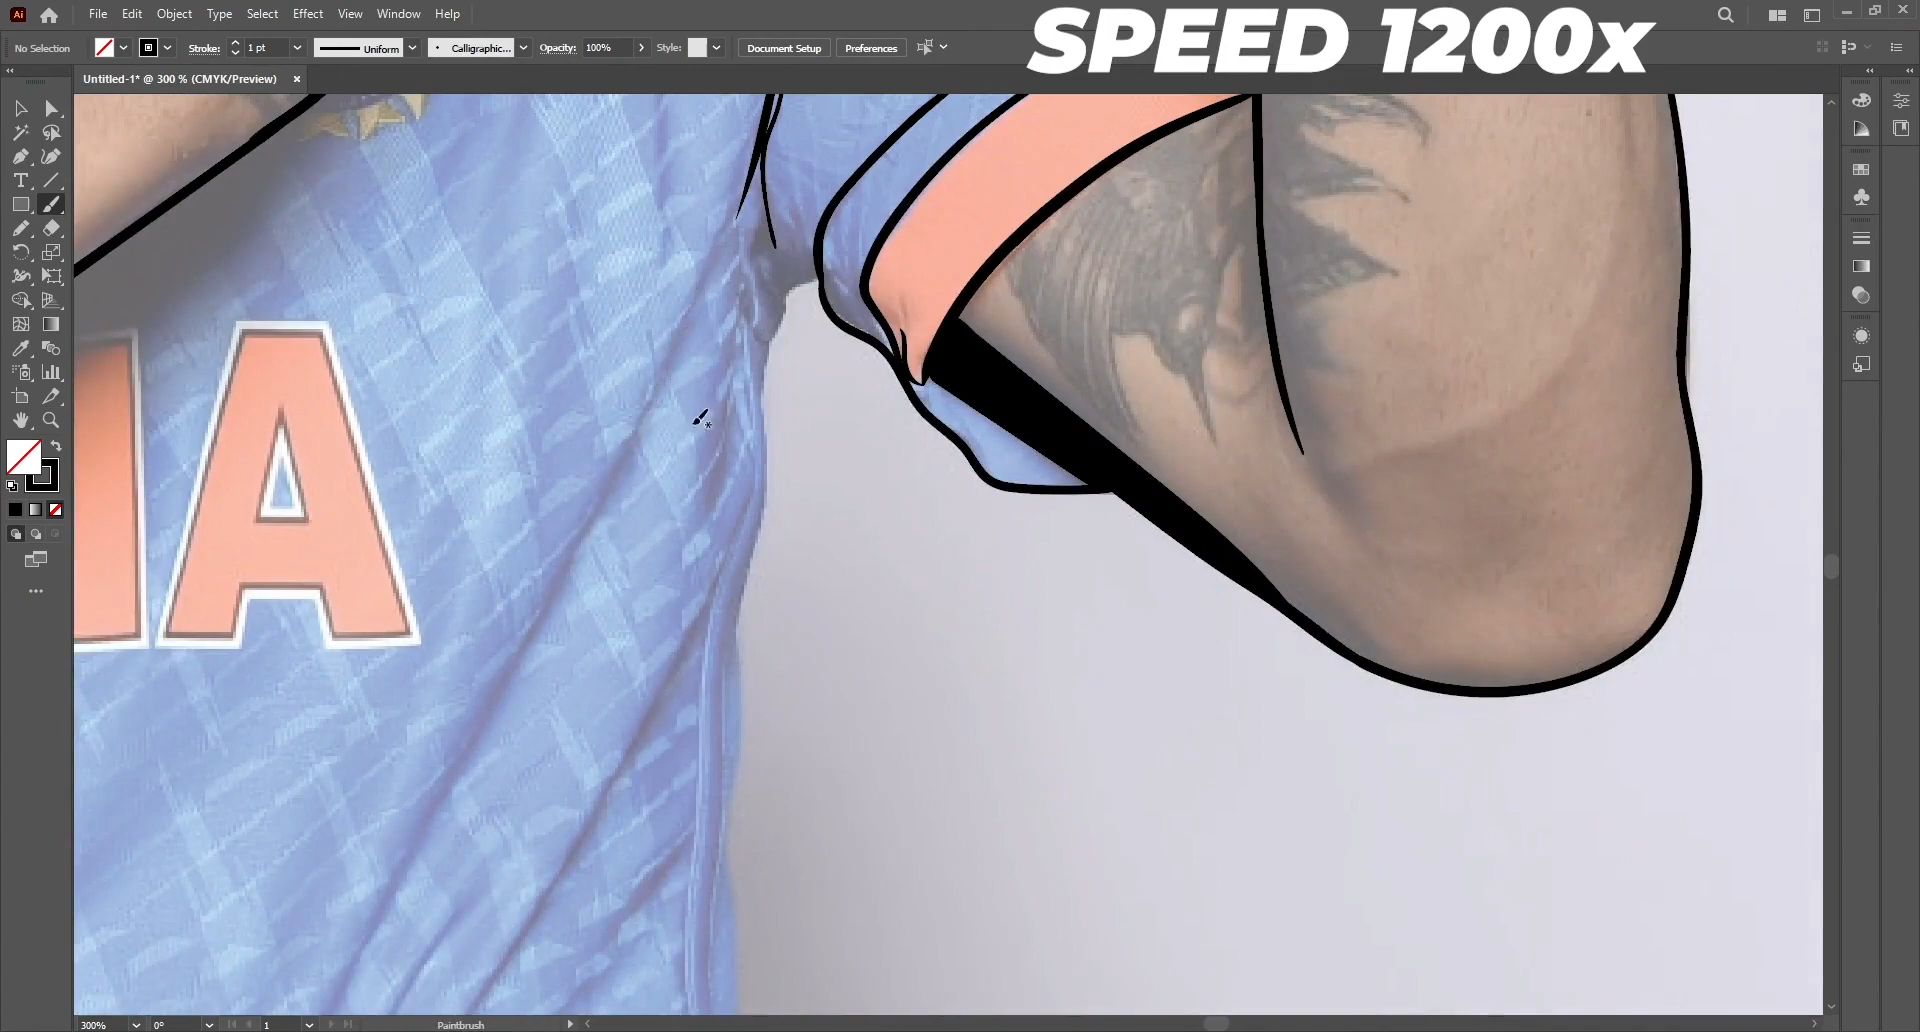 Ai File Edit Object Type Select Effect View Window Help
SPEED 1200x
No Selection Stroke: 1 pt Uniform Calligraphic... Opacity: 100% Style: Document Setup Preferences
Untitled-1* @ 300 % (CMYK/Preview)
A
300% 0° 1 Paintbrush